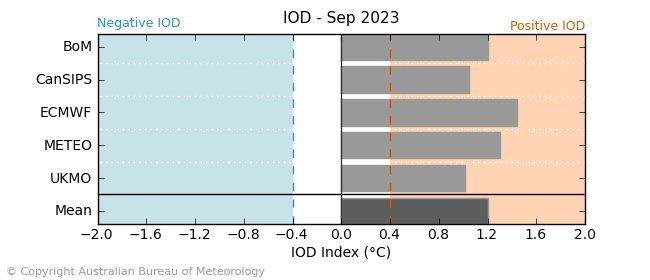 IOD - Sep 2023
Negative IOD
Positive IOD
BoM
CanSIPS
ECMWF
METEO
UKMO
Mean
−2.0 −1.6 −1.2 −0.8 −0.4 0.0 0.4 0.8 1.2 1.6 2.0
IOD Index (°C)
© Copyright Australian Bureau of Meteorology